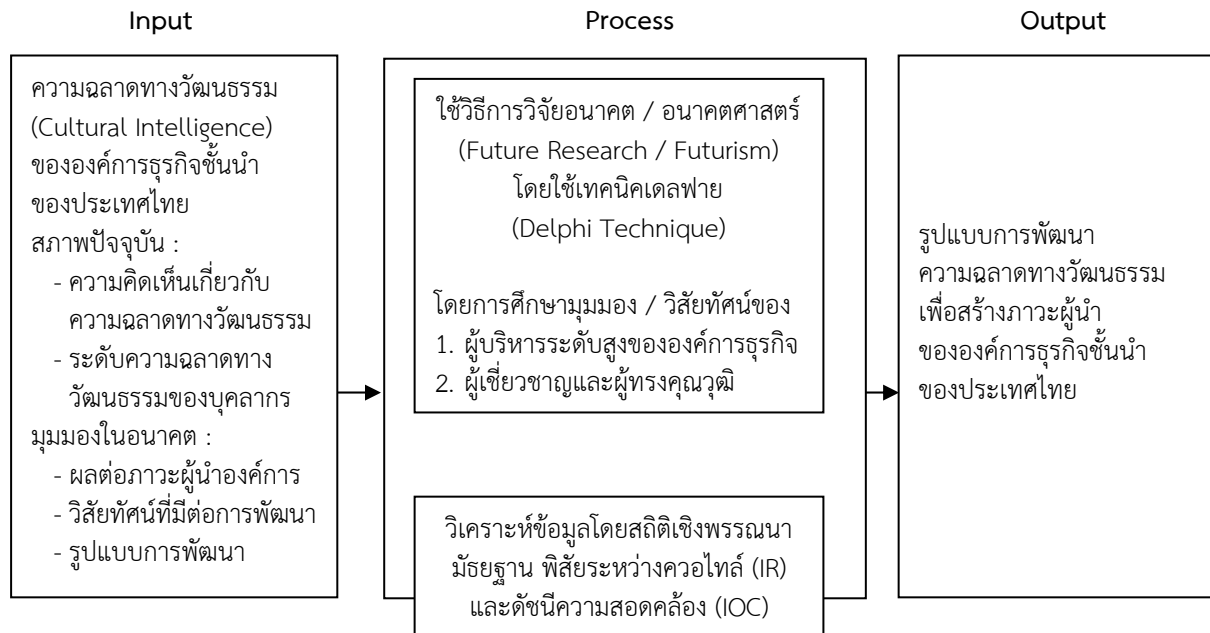 Input
ความฉลาดทางวัฒนธรรม
(Cultural Intelligence)
ขององค์การธุรกิจชั้นนำ
ของประเทศไทย
สภาพปัจจุบัน :
- ความคิดเห็นเกี่ยวกับ
ความฉลาดทางวัฒนธรรม
- ระดับความฉลาดทาง
วัฒนธรรมของบุคลากร
มุมมองในอนาคต :
- ผลต่อภาวะผู้นำองค์การ
- วิสัยทัศน์ที่มีต่อการพัฒนา
- รูปแบบการพัฒนา
Process
ใช้วิธีการวิจัยอนาคต / อนาคตศาสตร์
(Future Research / Futurism)
โดยใช้เทคนิคเดลฟาย
(Delphi Technique)
โดยการศึกษามุมมอง / วิสัยทัศน์ของ
1. ผู้บริหารระดับสูงขององค์การธุรกิจ
2. ผู้เชี่ยวชาญและผู้ทรงคุณวุฒิ
วิเคราะห์ข้อมูลโดยสถิติเชิงพรรณนา
มัธยฐาน พิสัยระหว่างควอไทล์ (IR)
และดัชนีความสอดคล้อง (IOC)
Output
รูปแบบการพัฒนา
ความฉลาดทางวัฒนธรรม
เพื่อสร้างภาวะผู้นำ
ขององค์การธุรกิจชั้นนำ
ของประเทศไทย